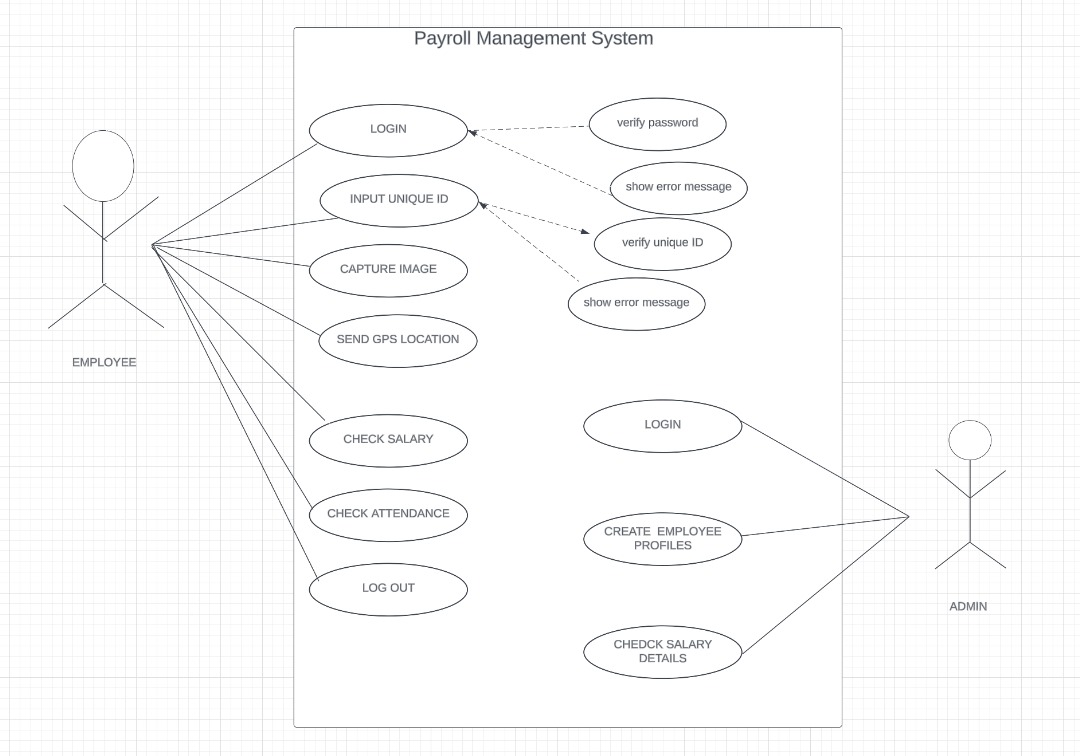 Payroll Management System
LOGIN
verify password
show error message
INPUT UNIQUE ID
verify unique ID
CAPTURE IMAGE
show error message
SEND GPS LOCATION
EMPLOYEE
LOGIN
CHECK SALARY
CHECK ATTENDANCE
CREATE EMPLOYEE
PROFILES
LOG OUT
ADMIN
CHEDCK SALARY
DETAILS